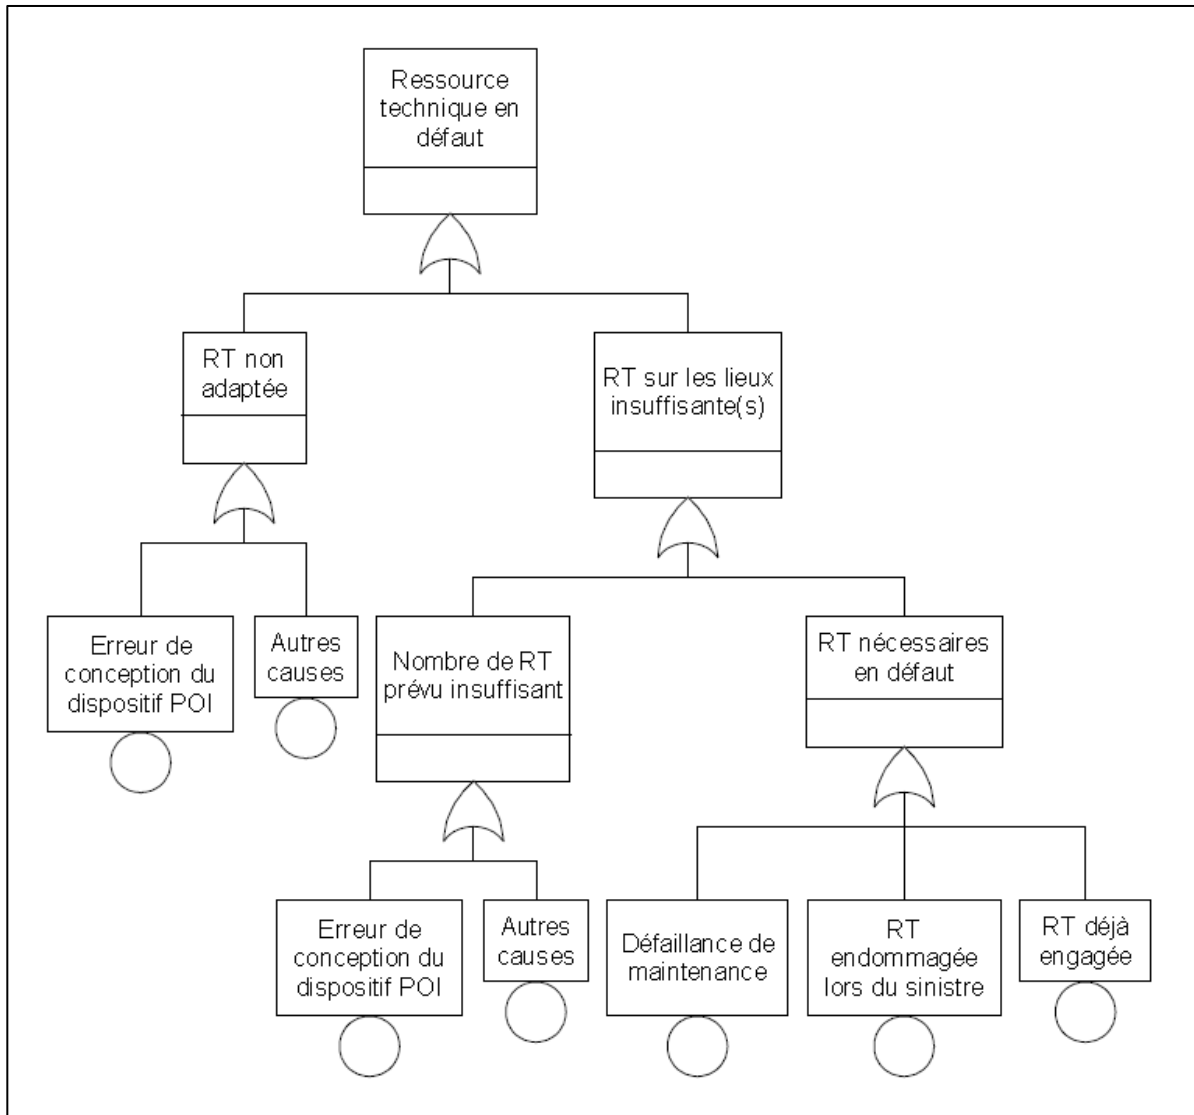 Ressource
technique en
défaut
RT non
adaptée
RT sur les lieux
insuffisante(s)
Erreur de
conception du
dispositif POI
Autres
causes
Nombre de RT
prévu insuffisant
RT nécessaires
en défaut
Erreur de
conception du
dispositif POI
Autres
causes
Défaillance de
maintenance
RT
endommagée
lors du sinistre
RT déjà
engagée